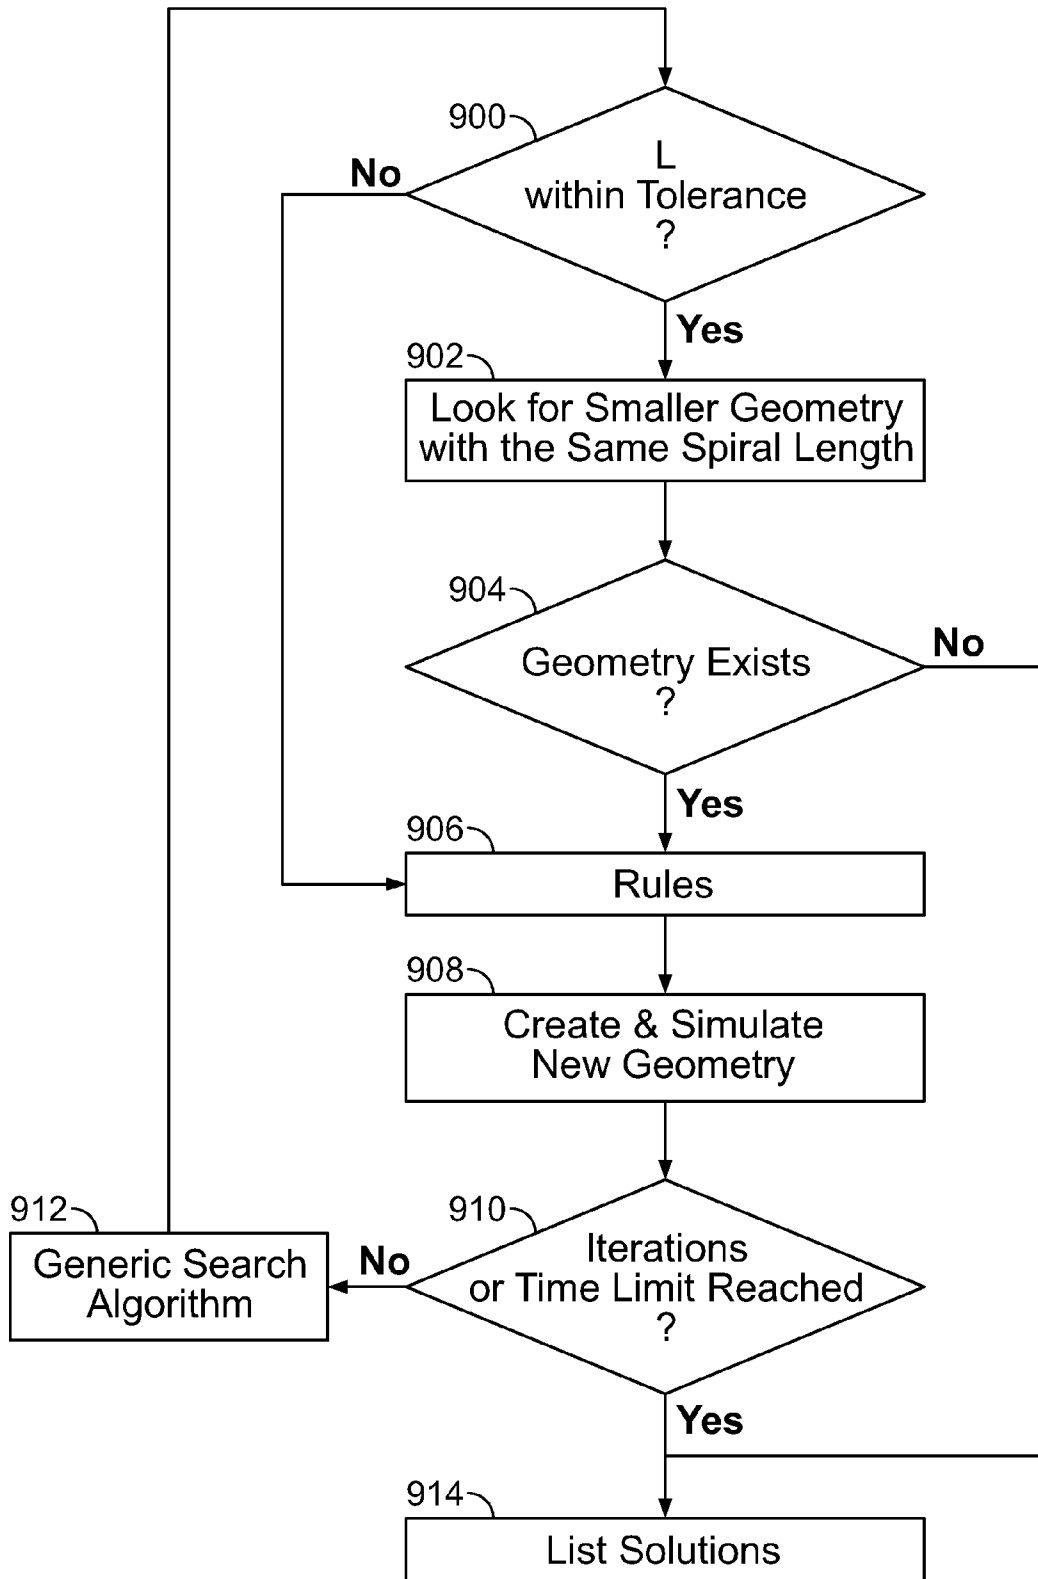 900
L
within Tolerance
?
No
Yes
902
Look for Smaller Geometry
with the Same Spiral Length
904
Geometry Exists
?
No
Yes
906
Rules
908
Create & Simulate
New Geometry
912
Generic Search
Algorithm
No
910
Iterations
or Time Limit Reached
?
Yes
914
List Solutions